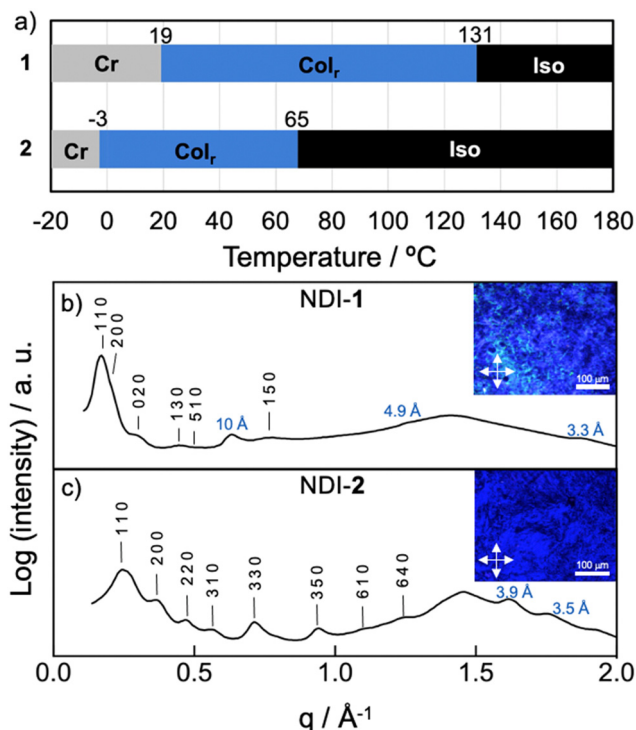 a)
19 131
1 Cr Colr Iso
-3 65
2 Cr Colr Iso
-20 0 20 40 60 80 100 120 140 160 180
Temperature / ºC
b) NDI-1
110
200
020
130
510
10 Å
150
4.9 Å
3.3 Å
100 µm
Log (intensity) / a. u.
c) NDI-2
110
200
220
310
330
350
610
640
3.9 Å
3.5 Å
100 µm
0.0 0.5 1.0 1.5 2.0
q / Å-1